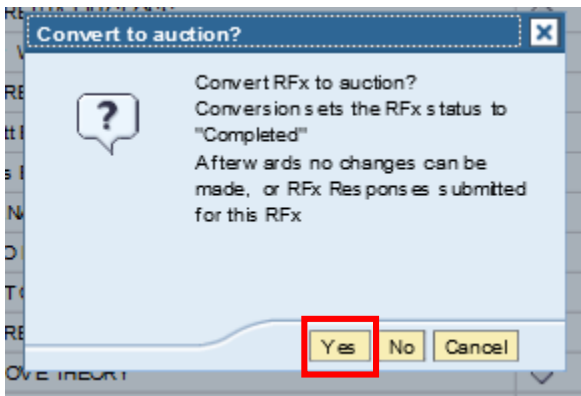 Convert to auction?
Convert RFx to auction?
Conversion sets the RFx status to
"Completed"
Afterwards no changes can be
made, or RFx Responses submitted
for this RFx
?
Yes No Cancel
THEORY